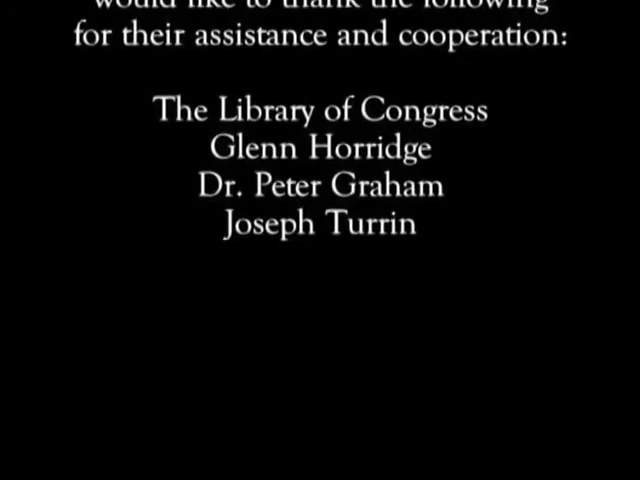 would like to thank the following
for their assistance and cooperation:
The Library of Congress
Glenn Horridge
Dr. Peter Graham
Joseph Turrin